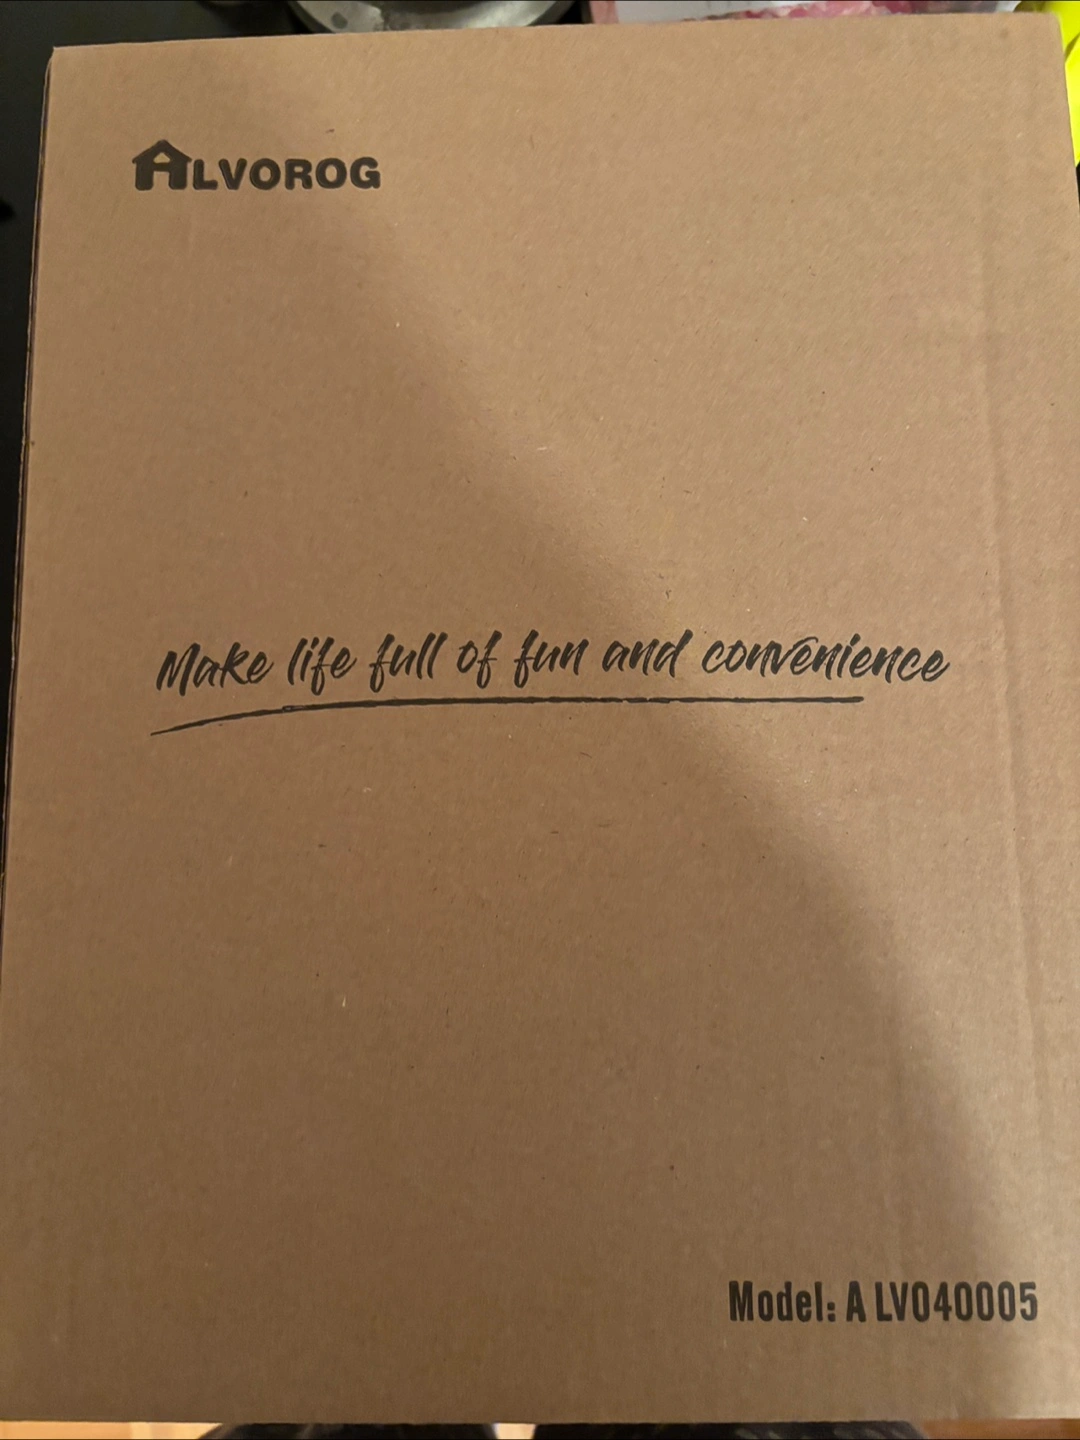 ALVOROG
Make life full of fun and convenience
Model: A LV040005